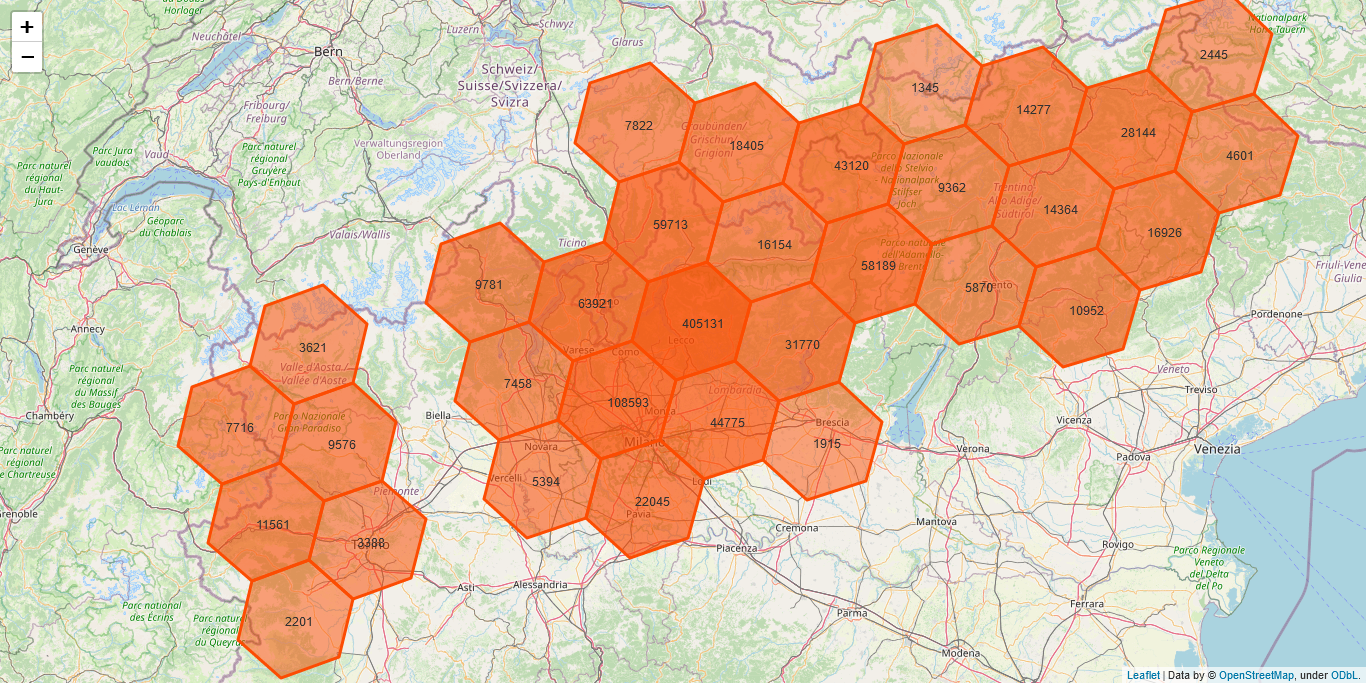 +
−
du Doubs
Horloger
Neuchâtel
Bern
Luzern
Schwyz
Glarus
Nationalpark
Hohe Tauern
2445
Bern/Berne
Schweiz/
Suisse/Svizzera/
Svizra
1345
14277
Fribourg/
Freiburg
7822
Graubünden/
Grischun/
Grigioni
18405
28144
Verwaltungsregion
Oberland
Parc Jura
vaudois
Vaud
Parc naturel
régional
Gruyère
Pays-d'Enhaut
43120
Parco Nazionale
dello Stelvio
- Nationalpark
Stilfser
Joch
4601
Parc naturel
régional
du Haut-
Jura
9362
Trentino-
Alto Adige/
Südtirol
14364
Lac Leman
Géoparc
du Chablais
59713
16926
Valais/Wallis
Ticino
16154
Genève
Parco naturale
dell'Adamello-
Brenta
58189
Friuli-Venezia
Giulia
9781
5870
Trento
63921
10952
Pordenone
Annecy
3621
405131
Lecco
31770
Varese
Como
Valle d'Aosta /
Vallée d'Aoste
Parc naturel
régional
du Massif
des Bauges
7458
Veneto
Treviso
108593
Monza
Lombardia
Chambéry
Biella
7716
Parco Nazionale
Gran Paradiso
44775
Brescia
Vicenza
9576
Milano
1915
Novara
Verona
Padova
Venezia
Parc naturel
régional
de Chartreuse
Vercelli
5394
Lodi
Piemonte
22045
Pavia
Grenoble
11561
Cremona
Mantova
3388
Torino
Piacenza
Rovigo
Parco Regionale
Veneto
del Delta
del Po
Asti
Alessandria
Parc national
des Ecrins
Parc naturel
régional
du Queyras
2201
Parma
Ferrara
Modena
Leaflet | Data by © OpenStreetMap, under ODbL.